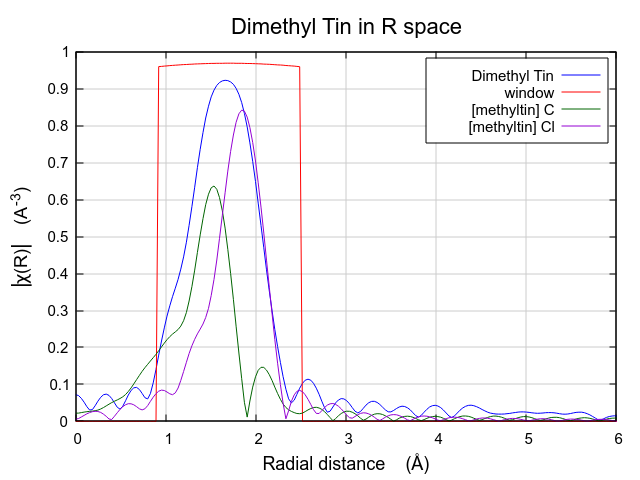 Dimethyl Tin in R space
Dimethyl Tin
window
[methyltin] C
[methyltin] Cl
1
0.9
0.8
0.7
0.6
0.5
0.4
0.3
0.2
0.1
0
|χ(R)| (A⁻³)
0 1 2 3 4 5 6
Radial distance (Å)